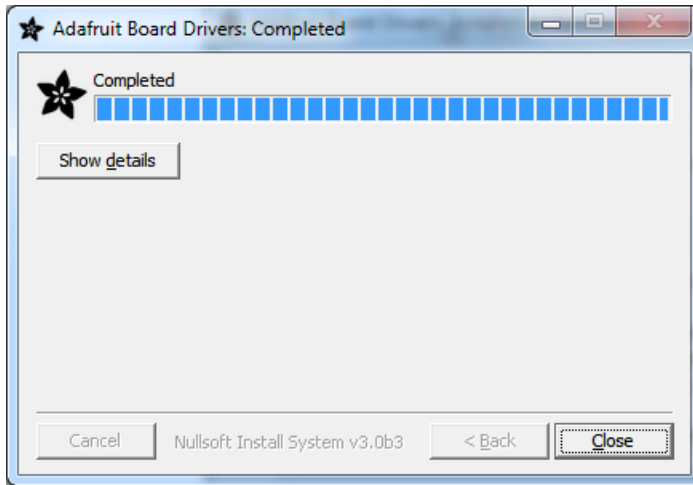 Adafruit Board Drivers: Completed
Completed
Show details
Cancel
Nullsoft Install System v3.0b3
< Back
Close